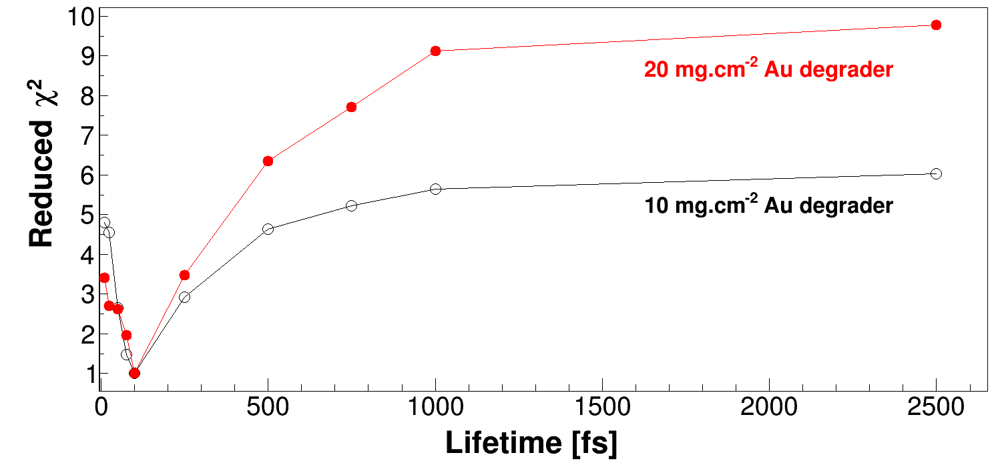 10
9
8
7
6
5
4
3
2
1
Reduced χ²
20 mg.cm⁻² Au degrader
10 mg.cm⁻² Au degrader
0 500 1000 1500 2000 2500
Lifetime [fs]